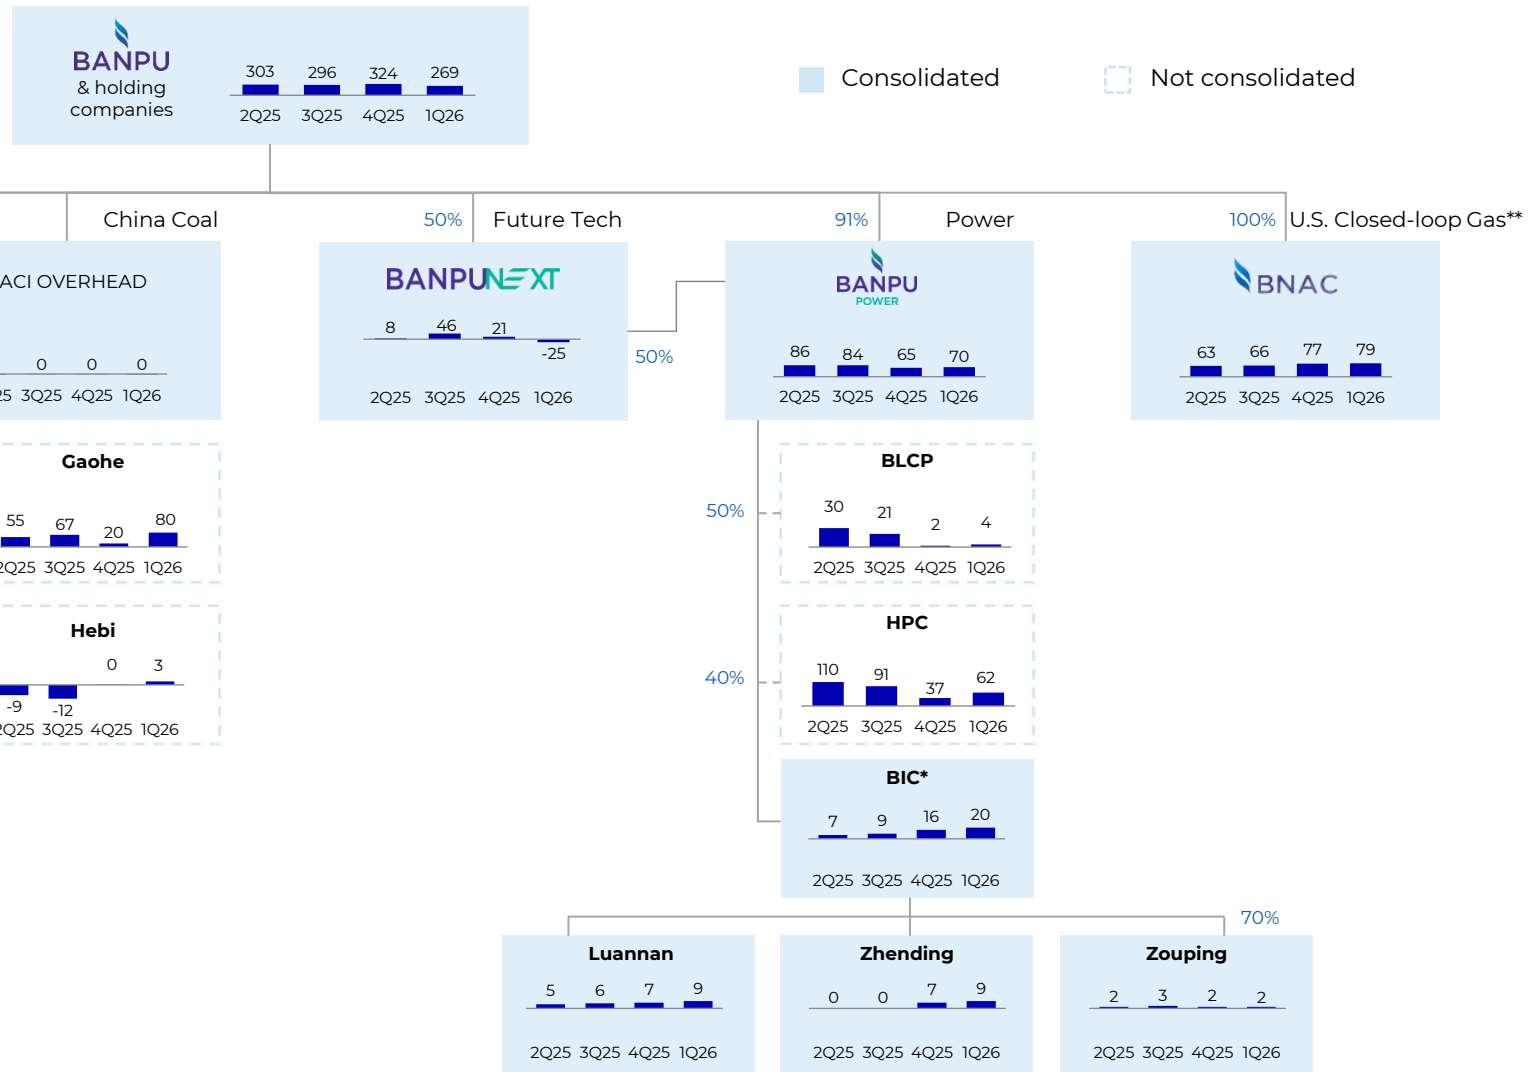 BANPU
& holding
companies
303 296 324 269
2Q25 3Q25 4Q25 1Q26
Consolidated
Not consolidated
China Coal
50% Future Tech
91% Power
100% U.S. Closed-loop Gas**
ACI OVERHEAD
0 0 0
3Q25 4Q25 1Q26
BANPU NEXT
8 46 21 -25
2Q25 3Q25 4Q25 1Q26
50%
BANPU
POWER
86 84 65 70
2Q25 3Q25 4Q25 1Q26
BNAC
63 66 77 79
2Q25 3Q25 4Q25 1Q26
Gaohe
55 67 20 80
2Q25 3Q25 4Q25 1Q26
50%
BLCP
30 21 2 4
2Q25 3Q25 4Q25 1Q26
Hebi
-9 -12 0 3
2Q25 3Q25 4Q25 1Q26
40%
HPC
110 91 37 62
2Q25 3Q25 4Q25 1Q26
BIC*
7 9 16 20
2Q25 3Q25 4Q25 1Q26
70%
Luannan
5 6 7 9
2Q25 3Q25 4Q25 1Q26
Zhending
0 0 7 9
2Q25 3Q25 4Q25 1Q26
Zouping
2 3 2 2
2Q25 3Q25 4Q25 1Q26